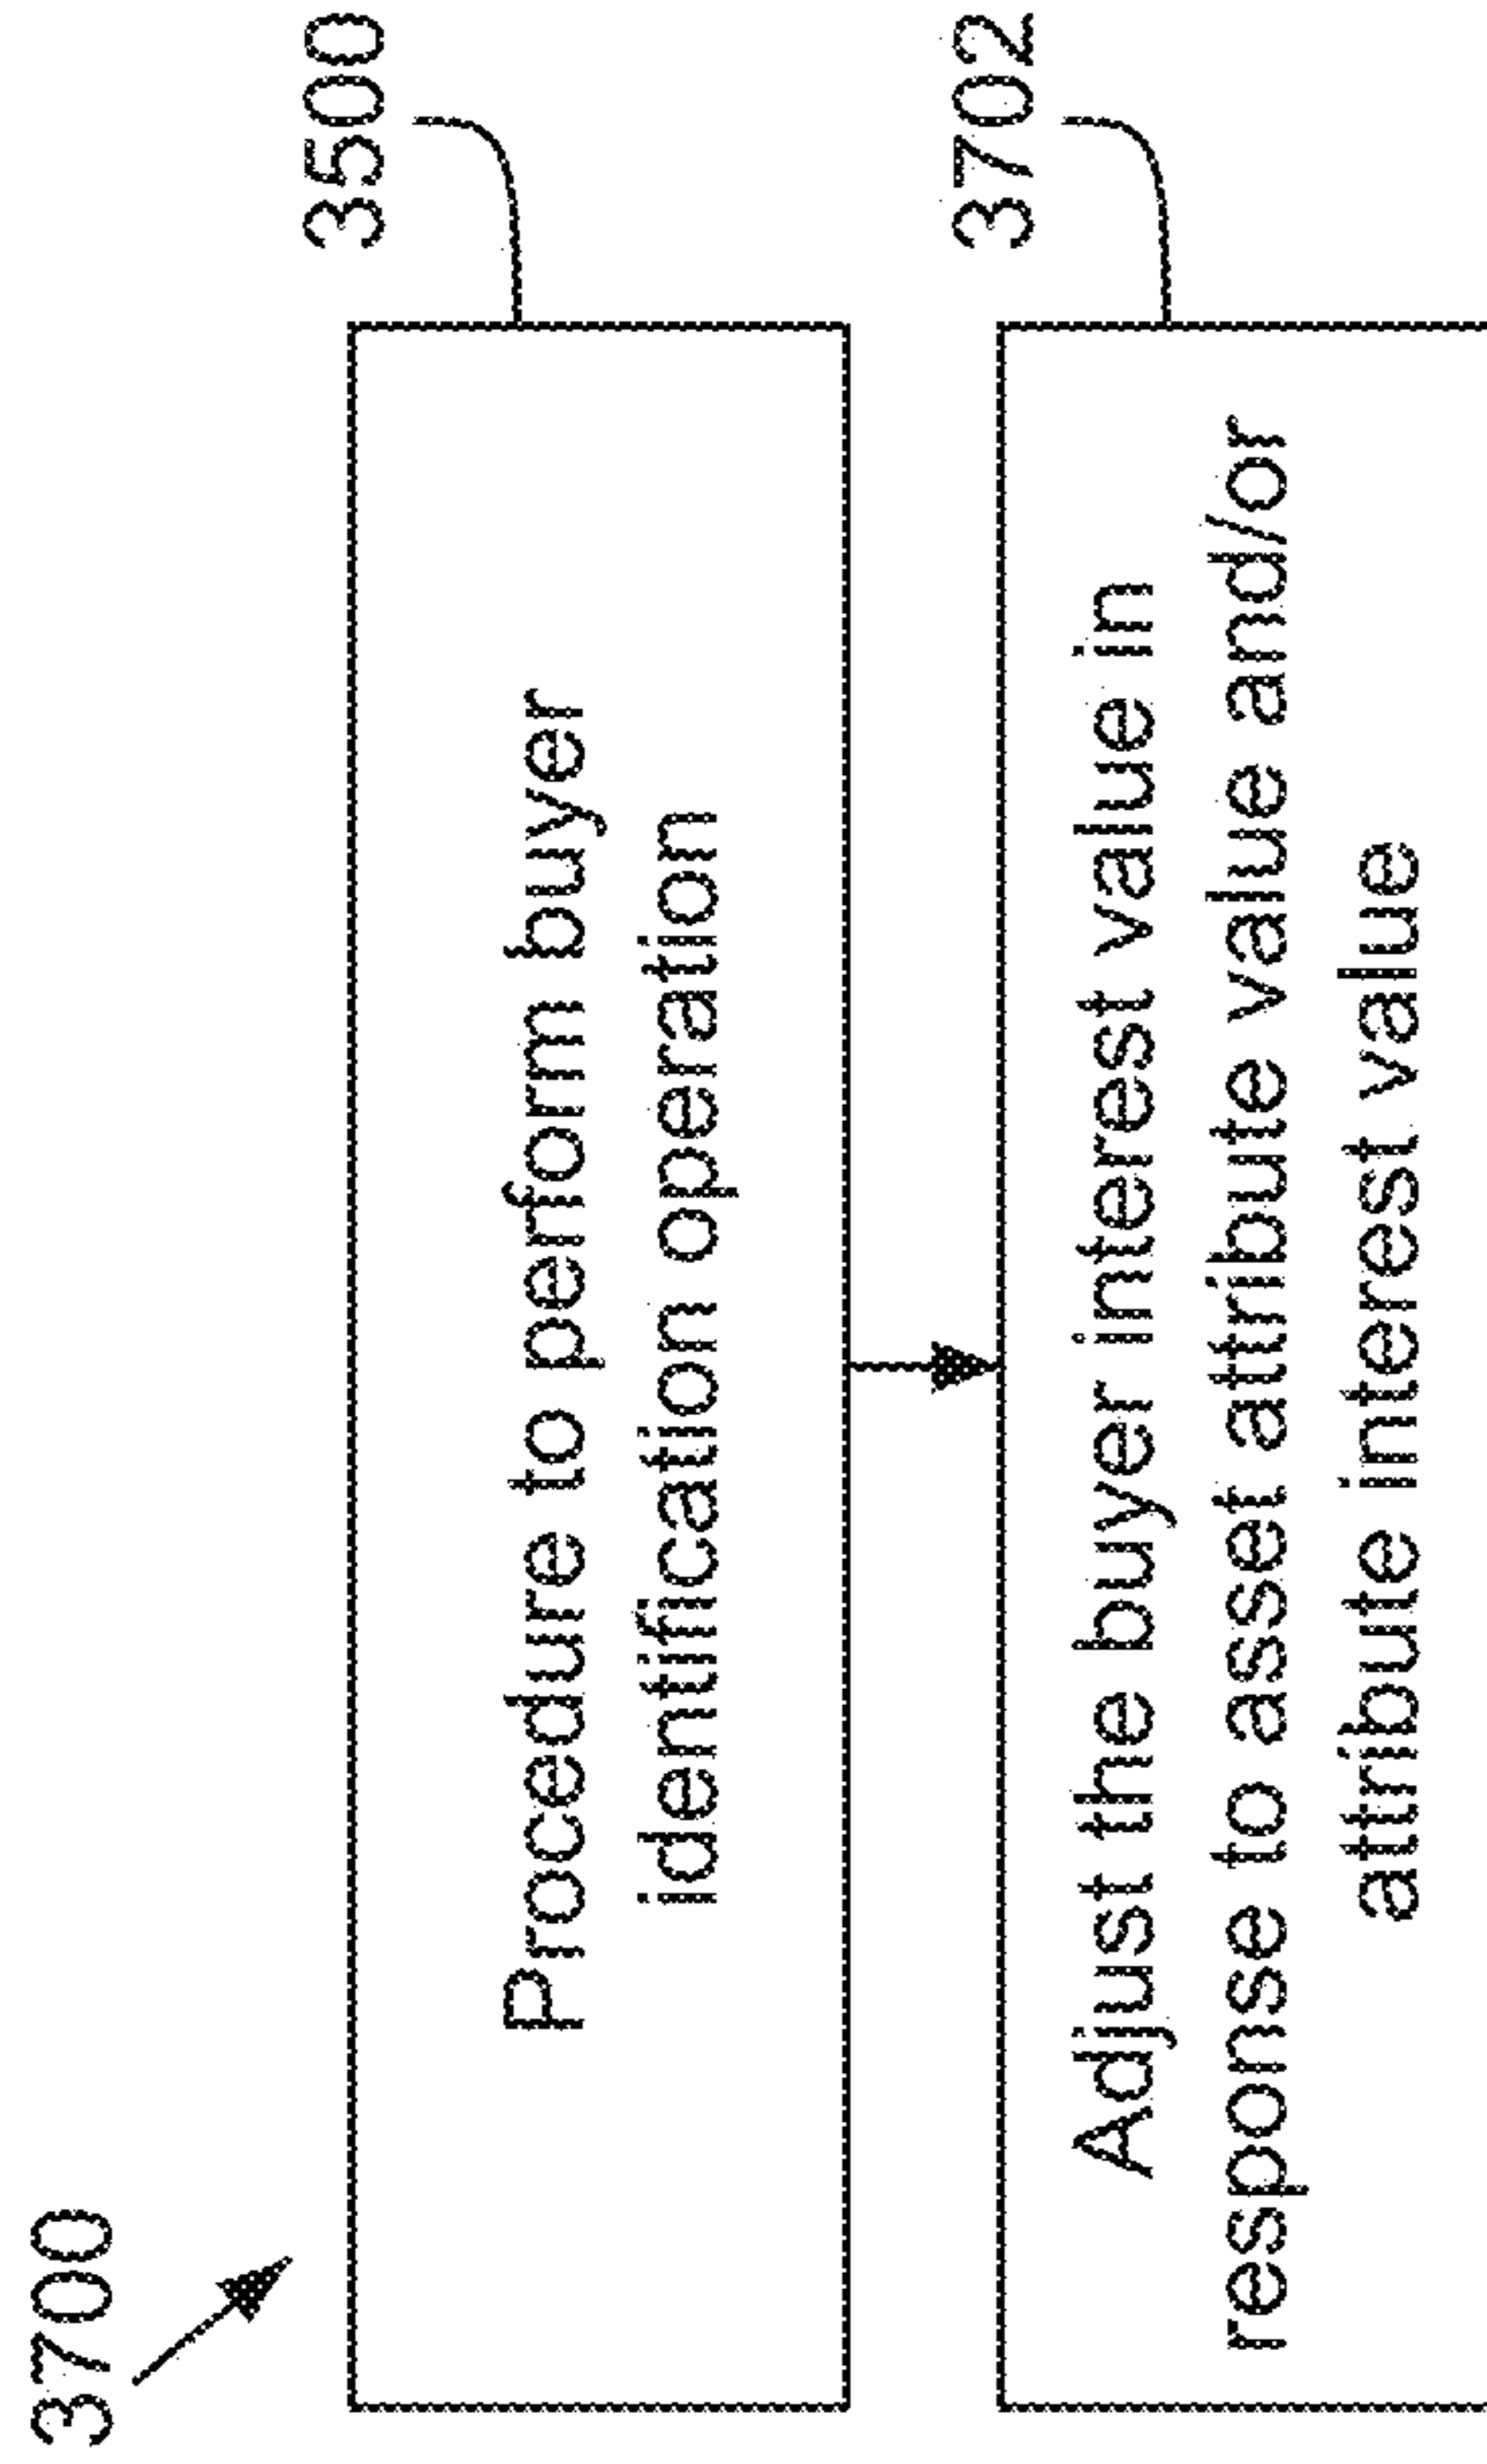 3700
3500
Procedure to perform buyer
identification operation
3702
Adjust the buyer interest value in
response to asset attribute value and/or
attribute interest value